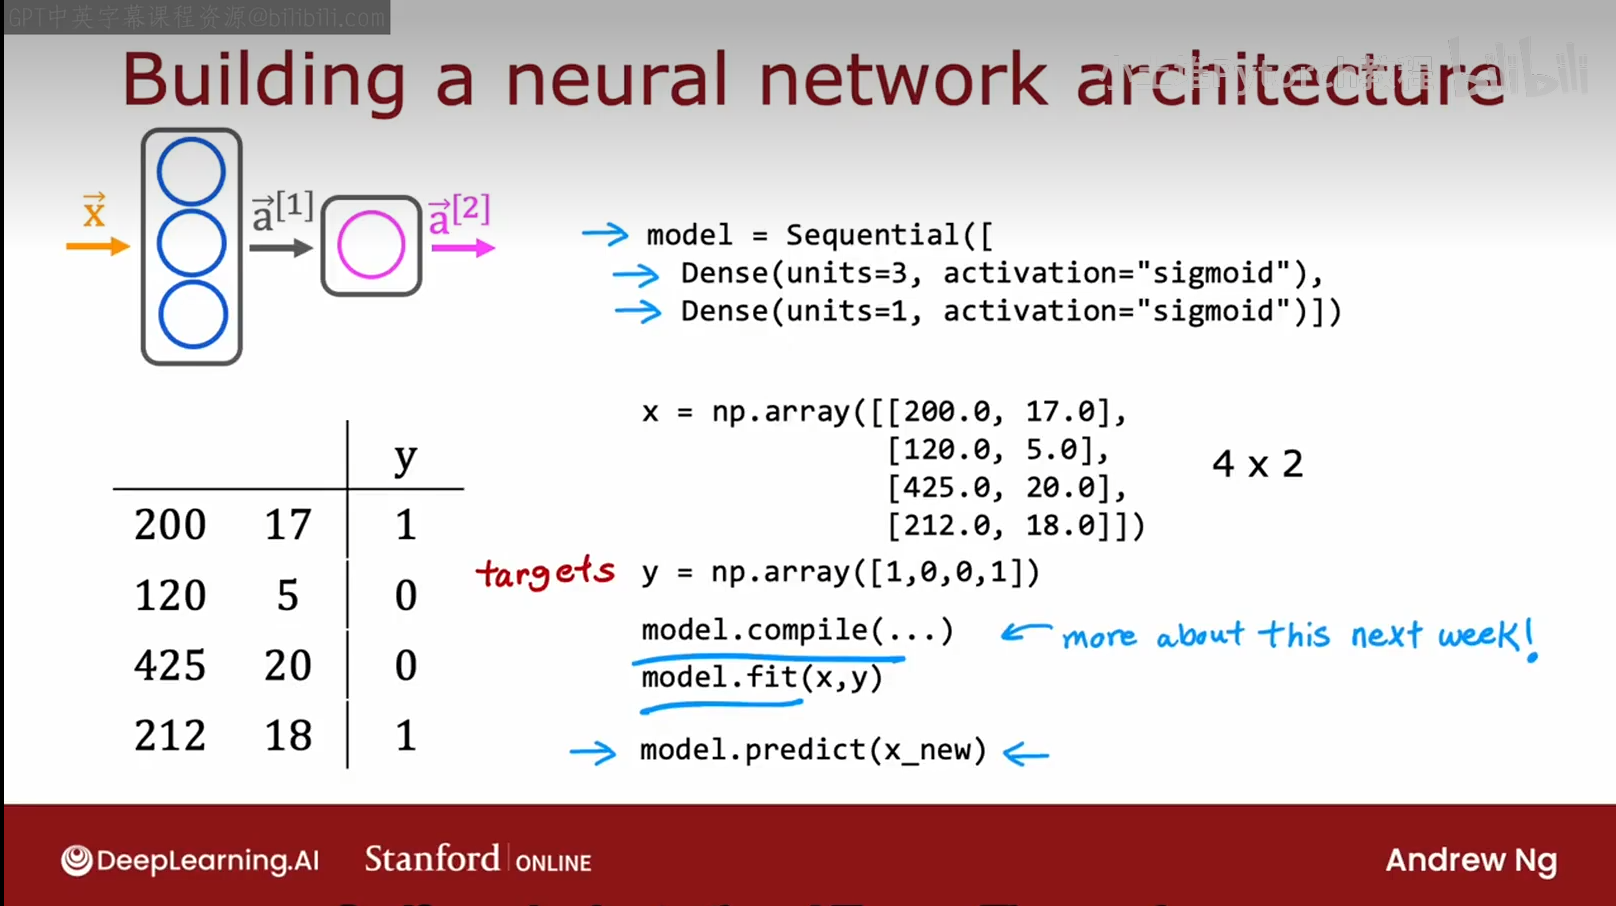 GPT中英字幕课程资源@bilibili.com
Building a neural network architecture
bilibili
x a[1] a[2]
model = Sequential([
Dense(units=3, activation="sigmoid"),
Dense(units=1, activation="sigmoid")])
x = np.array([[200.0, 17.0],
[120.0, 5.0],
[425.0, 20.0],
[212.0, 18.0]])
4 x 2
y
200 17 1
120 5 0
425 20 0
212 18 1
targets y = np.array([1,0,0,1])
model.compile(...) more about this next week!
model.fit(x,y)
model.predict(x_new)
DeepLearning.AI Stanford ONLINE Andrew Ng